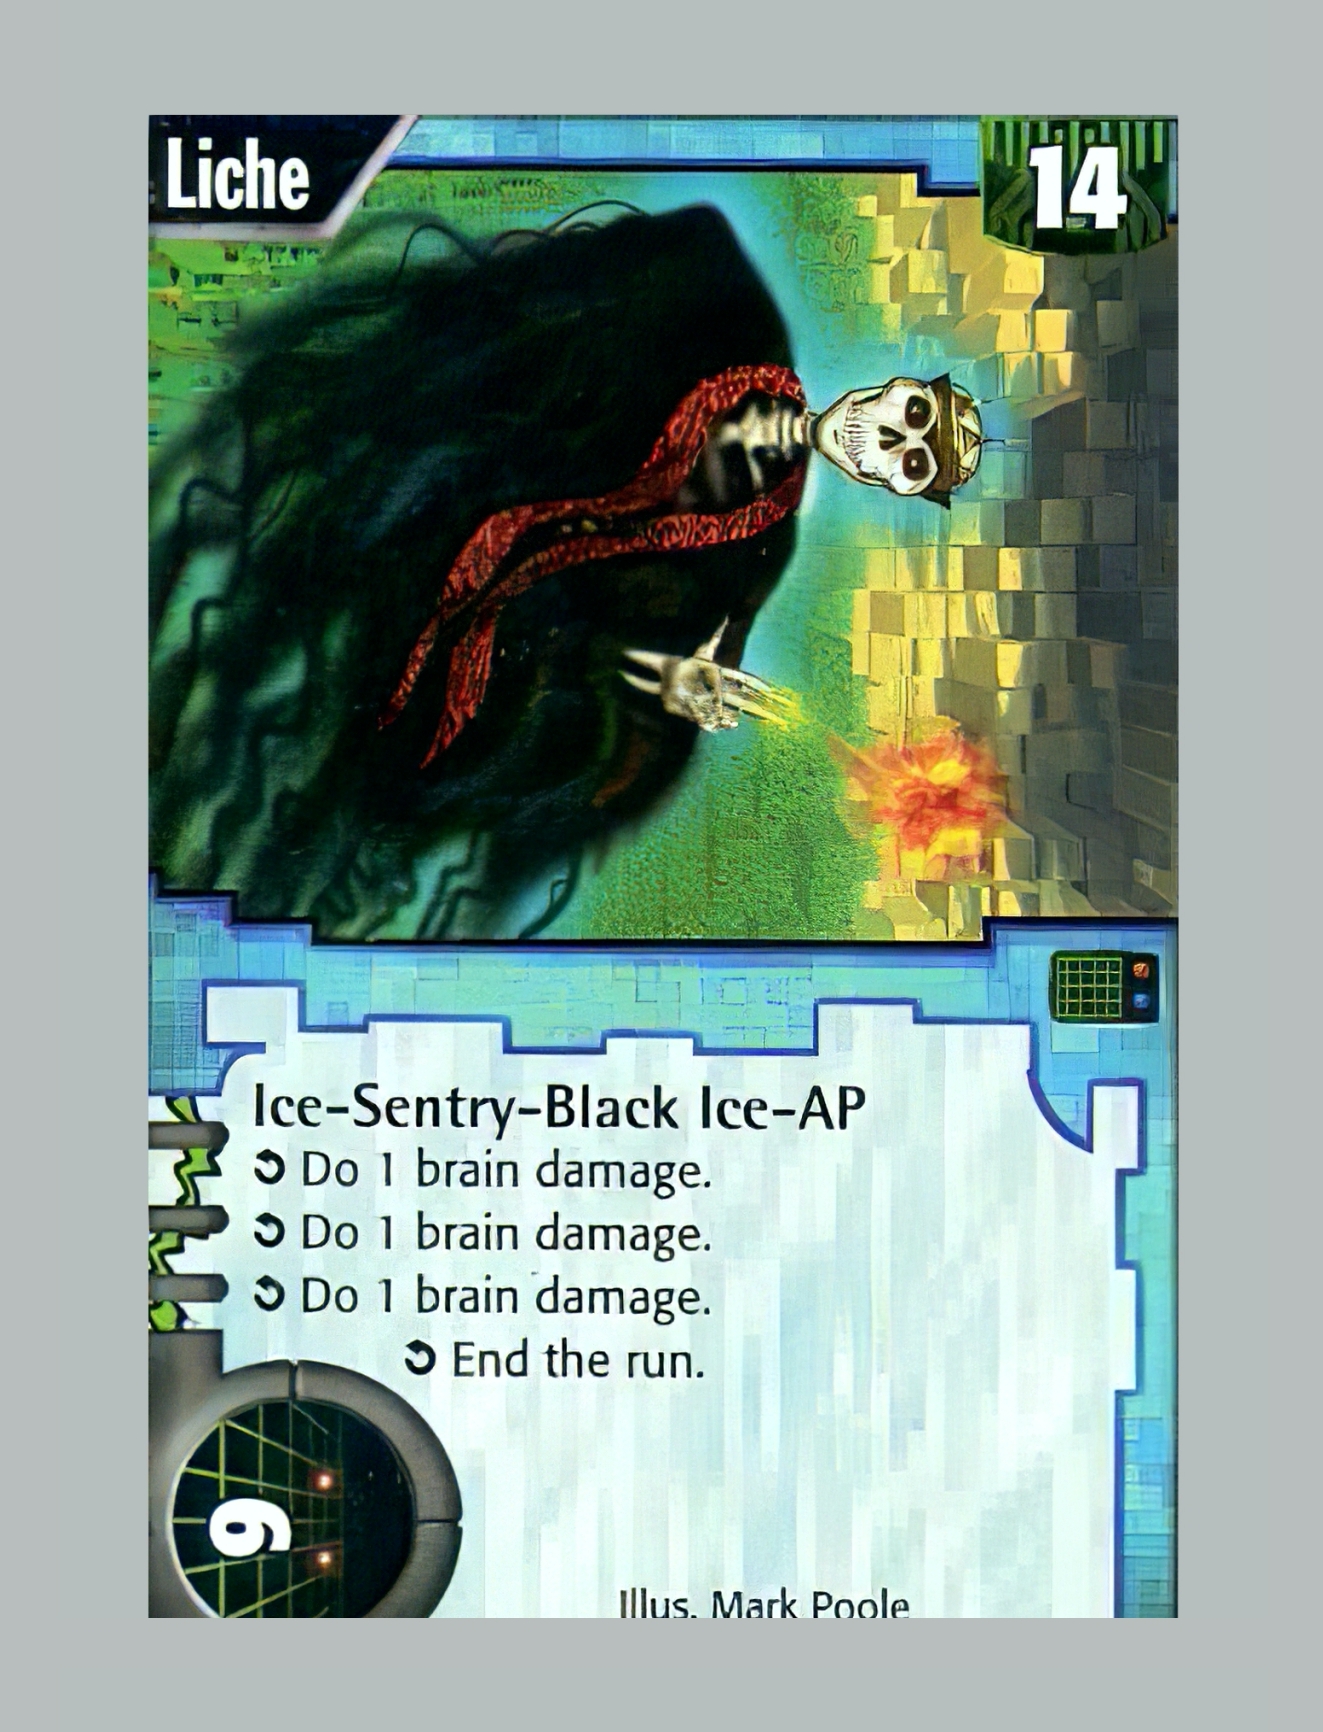 Liche
14
Ice-Sentry-Black Ice-AP
➲ Do 1 brain damage.
➲ Do 1 brain damage.
➲ Do 1 brain damage.
➲ End the run.
6
Illus. Mark Poole